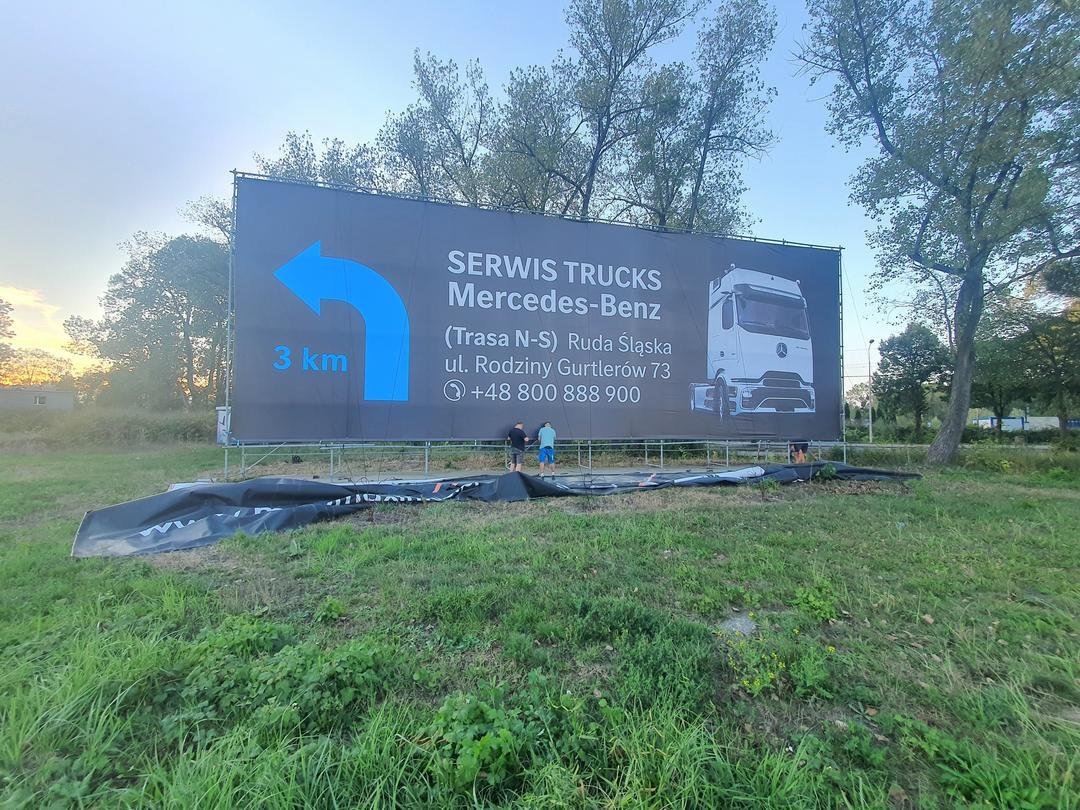 3 km
SERWIS TRUCKS
Mercedes-Benz
(Trasa N-S) Ruda Śląska
ul. Rodziny Gurtlerów 73
+48 800 888 900